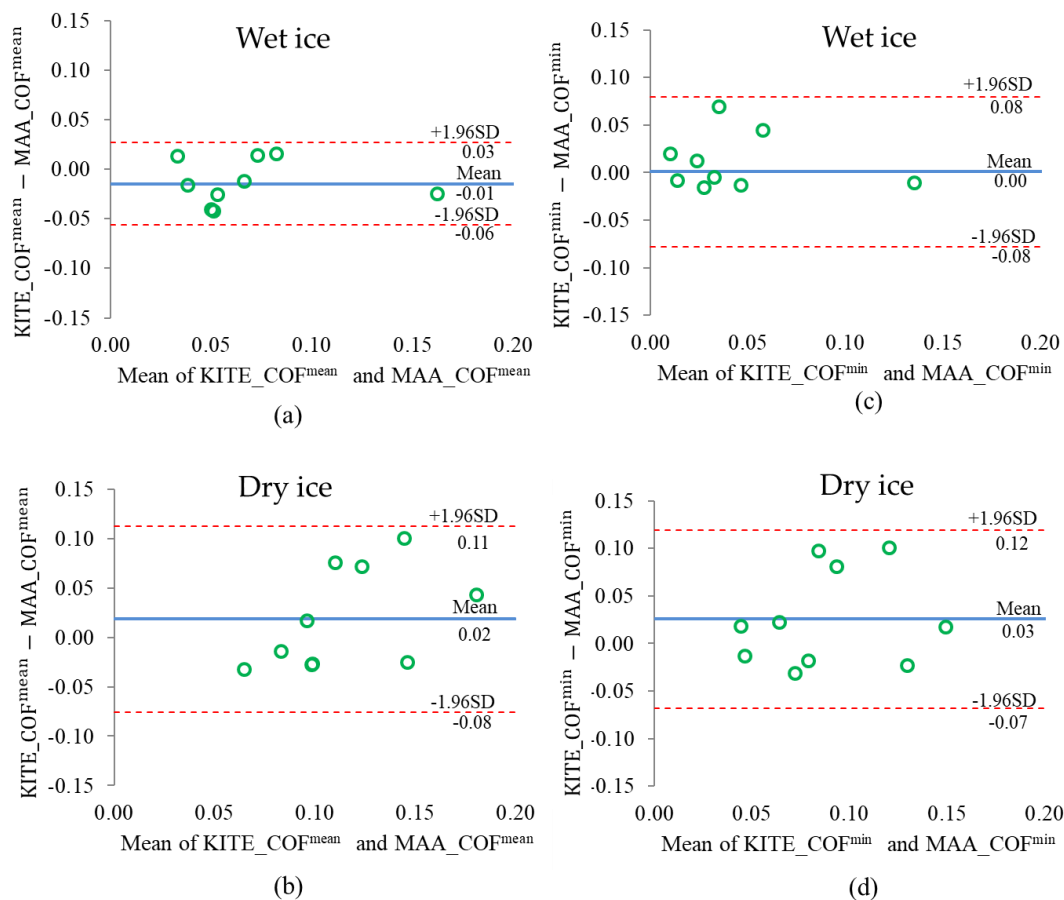 Wet ice
0.15
0.10
0.05
0.00
-0.05
-0.10
-0.15
KITE_COFmean − MAA_COFmean
+1.96SD
0.03
Mean
-0.01
-1.96SD
-0.06
0.00 0.05 0.10 0.15 0.20
Mean of KITE_COFmean and MAA_COFmean
(a)
Wet ice
0.15
0.10
0.05
0.00
-0.05
-0.10
-0.15
KITE_COFmin − MAA_COFmin
+1.96SD
0.08
Mean
0.00
-1.96SD
-0.08
0.00 0.05 0.10 0.15 0.20
Mean of KITE_COFmin and MAA_COFmin
(c)
Dry ice
0.15
0.10
0.05
0.00
-0.05
-0.10
-0.15
KITE_COFmean − MAA_COFmean
+1.96SD
0.11
Mean
0.02
-1.96SD
-0.08
0.00 0.05 0.10 0.15 0.20
Mean of KITE_COFmean and MAA_COFmean
(b)
Dry ice
0.15
0.10
0.05
0.00
-0.05
-0.10
-0.15
KITE_COFmin − MAA_COFmin
+1.96SD
0.12
Mean
0.03
-1.96SD
-0.07
0.00 0.05 0.10 0.15 0.20
Mean of KITE_COFmin and MAA_COFmin
(d)